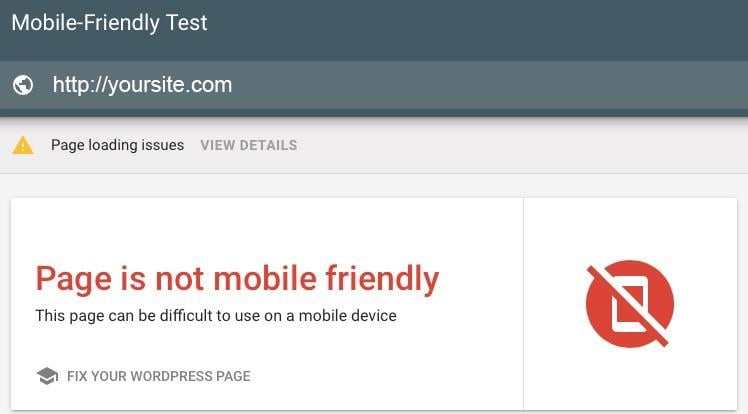 Mobile-Friendly Test
http://yoursite.com
Page loading issues VIEW DETAILS
Page is not mobile friendly
This page can be difficult to use on a mobile device
FIX YOUR WORDPRESS PAGE